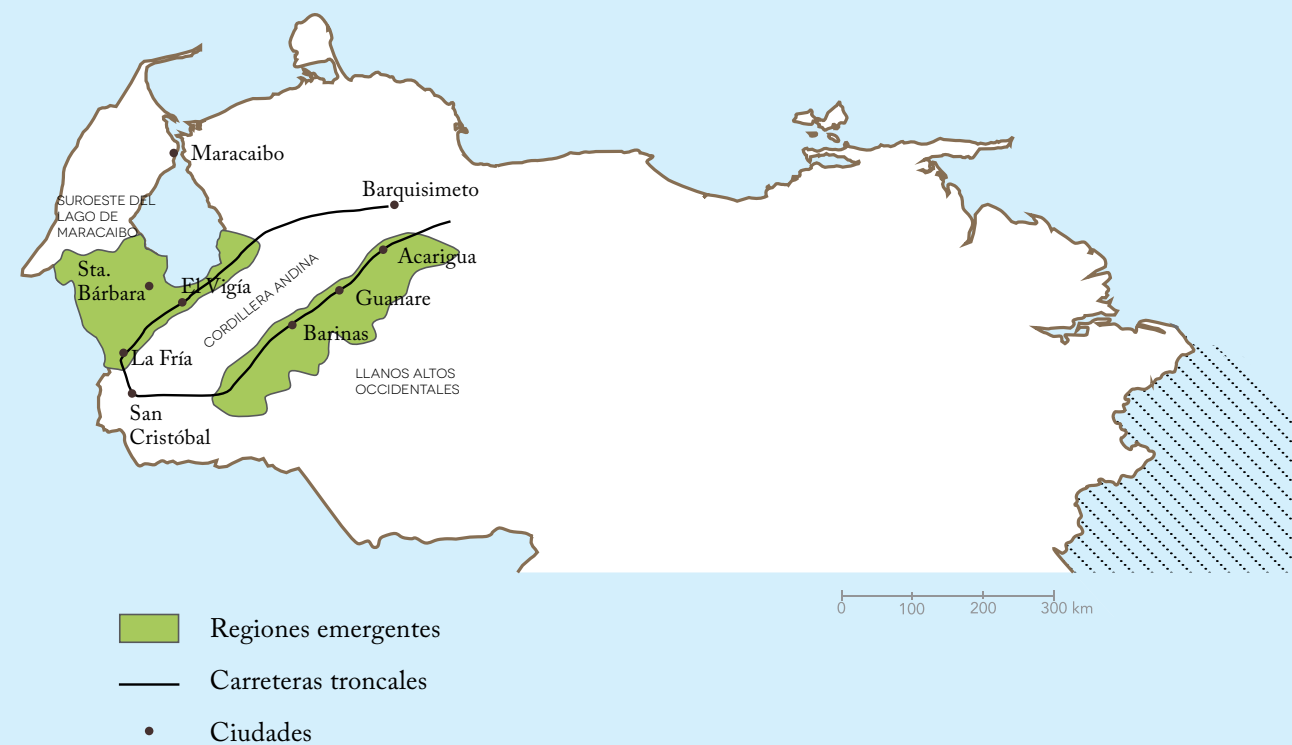 Maracaibo
Barquisimeto
SUROESTE DEL
LAGO DE
MARACAIBO
Sta.
Bárbara
El Vigía
CORDILLERA ANDINA
Acarigua
Guanare
Barinas
La Fría
LLANOS ALTOS
OCCIDENTALES
San
Cristóbal
0 100 200 300 km
Regiones emergentes
Carreteras troncales
Ciudades